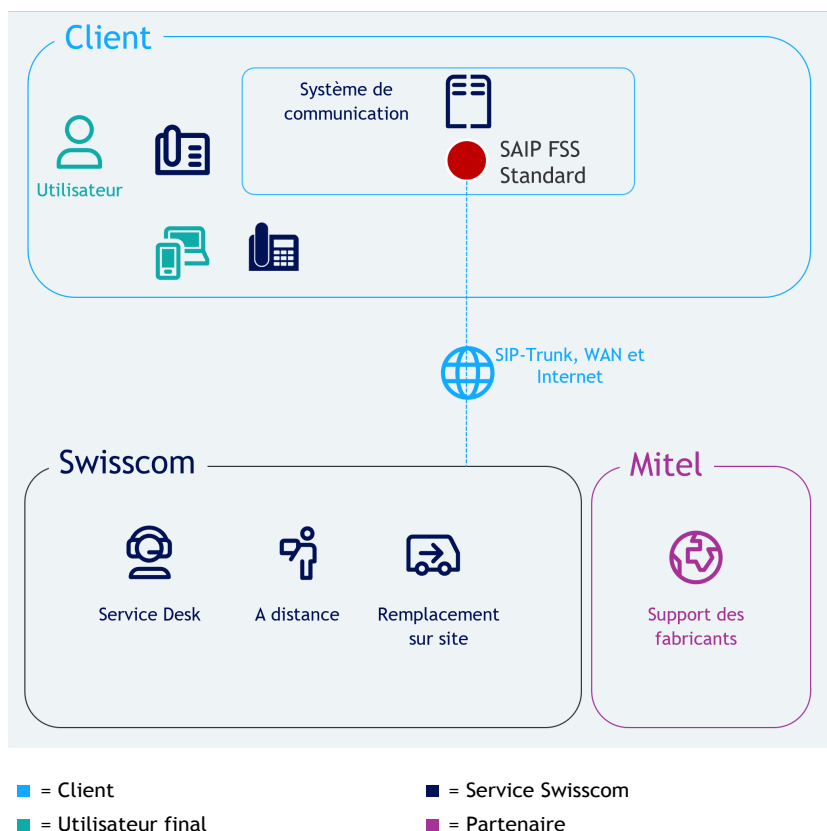 Client
Système de
communication
SAIP FSS
Standard
Utilisateur
SIP-Trunk, WAN et
Internet
Swisscom
Mitel
Service Desk
A distance
Remplacement
sur site
Support des
fabricants
= Client
= Service Swisscom
= Utilisateur final
= Partenaire